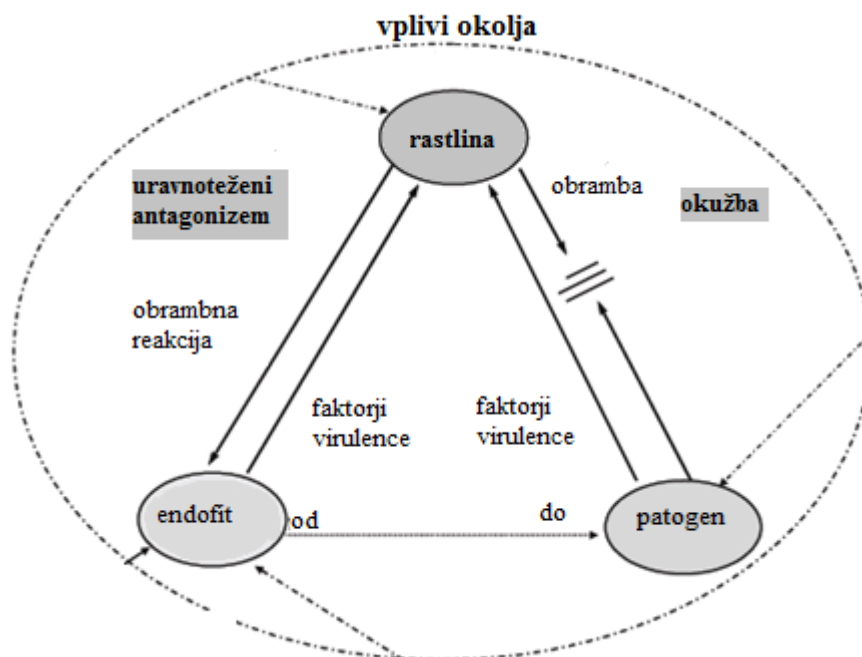 vplivi okolja
rastlina
uravnoteženi
antagonizem
obramba
okužba
obrambna
reakcija
faktorji
virulence
faktorji
virulence
endofit
od
do
patogen